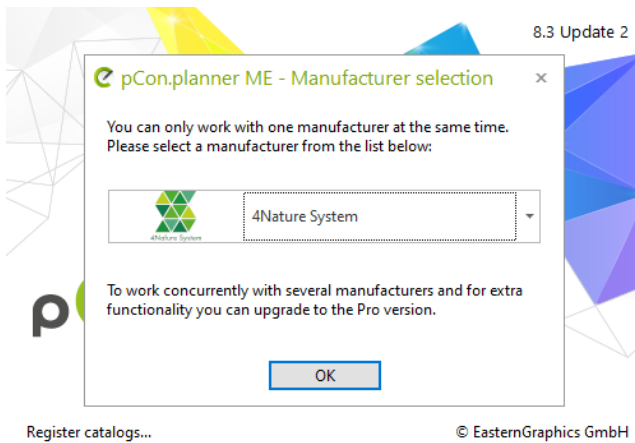 8.3 Update 2
pCon.planner ME - Manufacturer selection
You can only work with one manufacturer at the same time.
Please select a manufacturer from the list below:
4Nature System
4Nature System
To work concurrently with several manufacturers and for extra
functionality you can upgrade to the Pro version.
p
OK
Register catalogs...
© EasternGraphics GmbH